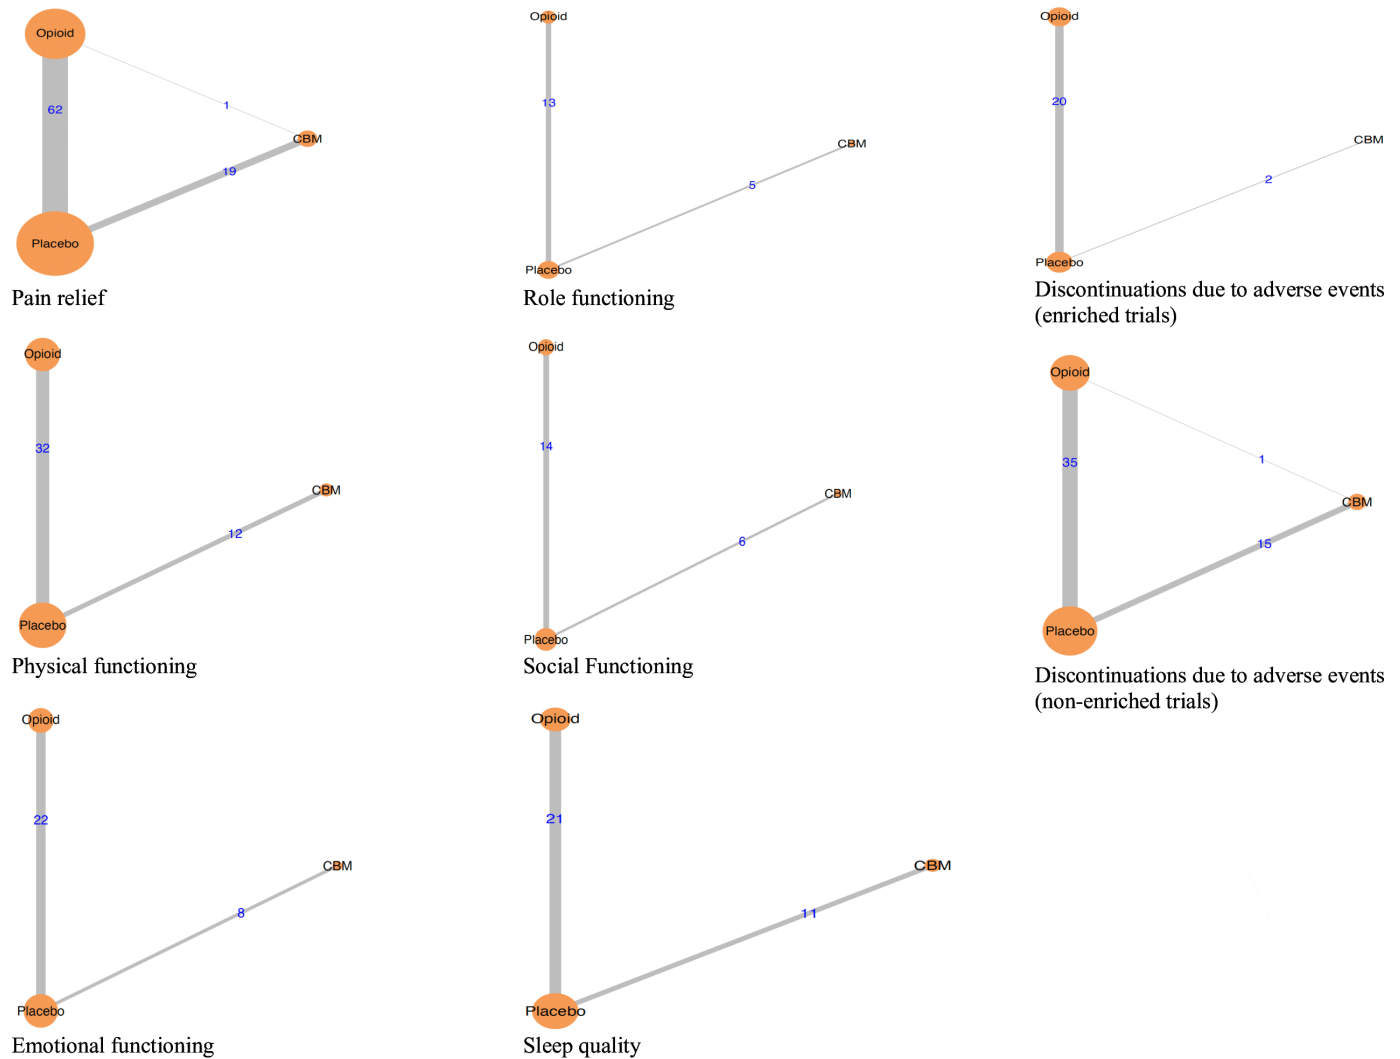 Opioid
62
1
CBM
19
Placebo
Pain relief
Opioid
13
CBM
5
Placebo
Role functioning
Opioid
20
CBM
2
Placebo
Discontinuations due to adverse events
(enriched trials)
Opioid
32
CBM
12
Placebo
Physical functioning
Opioid
14
CBM
6
Placebo
Social Functioning
Opioid
35
1
CBM
15
Placebo
Discontinuations due to adverse events
(non-enriched trials)
Opioid
22
CBM
8
Placebo
Emotional functioning
Opioid
21
CBM
11
Placebo
Sleep quality